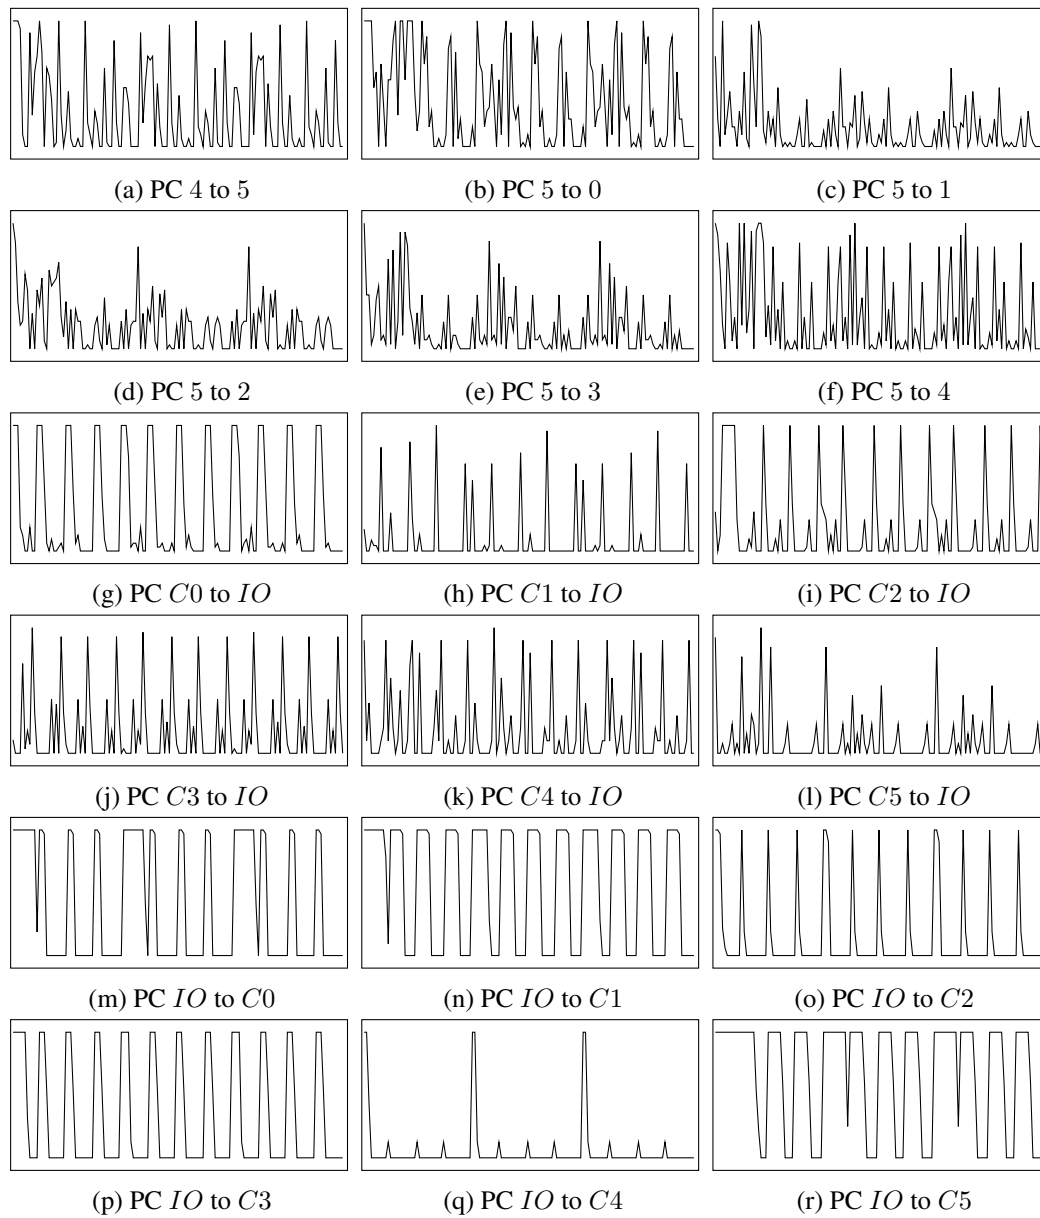 (a) PC 4 to 5 (b) PC 5 to 0 (c) PC 5 to 1
(d) PC 5 to 2 (e) PC 5 to 3 (f) PC 5 to 4
(g) PC C0 to IO (h) PC C1 to IO (i) PC C2 to IO
(j) PC C3 to IO (k) PC C4 to IO (l) PC C5 to IO
(m) PC IO to C0 (n) PC IO to C1 (o) PC IO to C2
(p) PC IO to C3 (q) PC IO to C4 (r) PC IO to C5